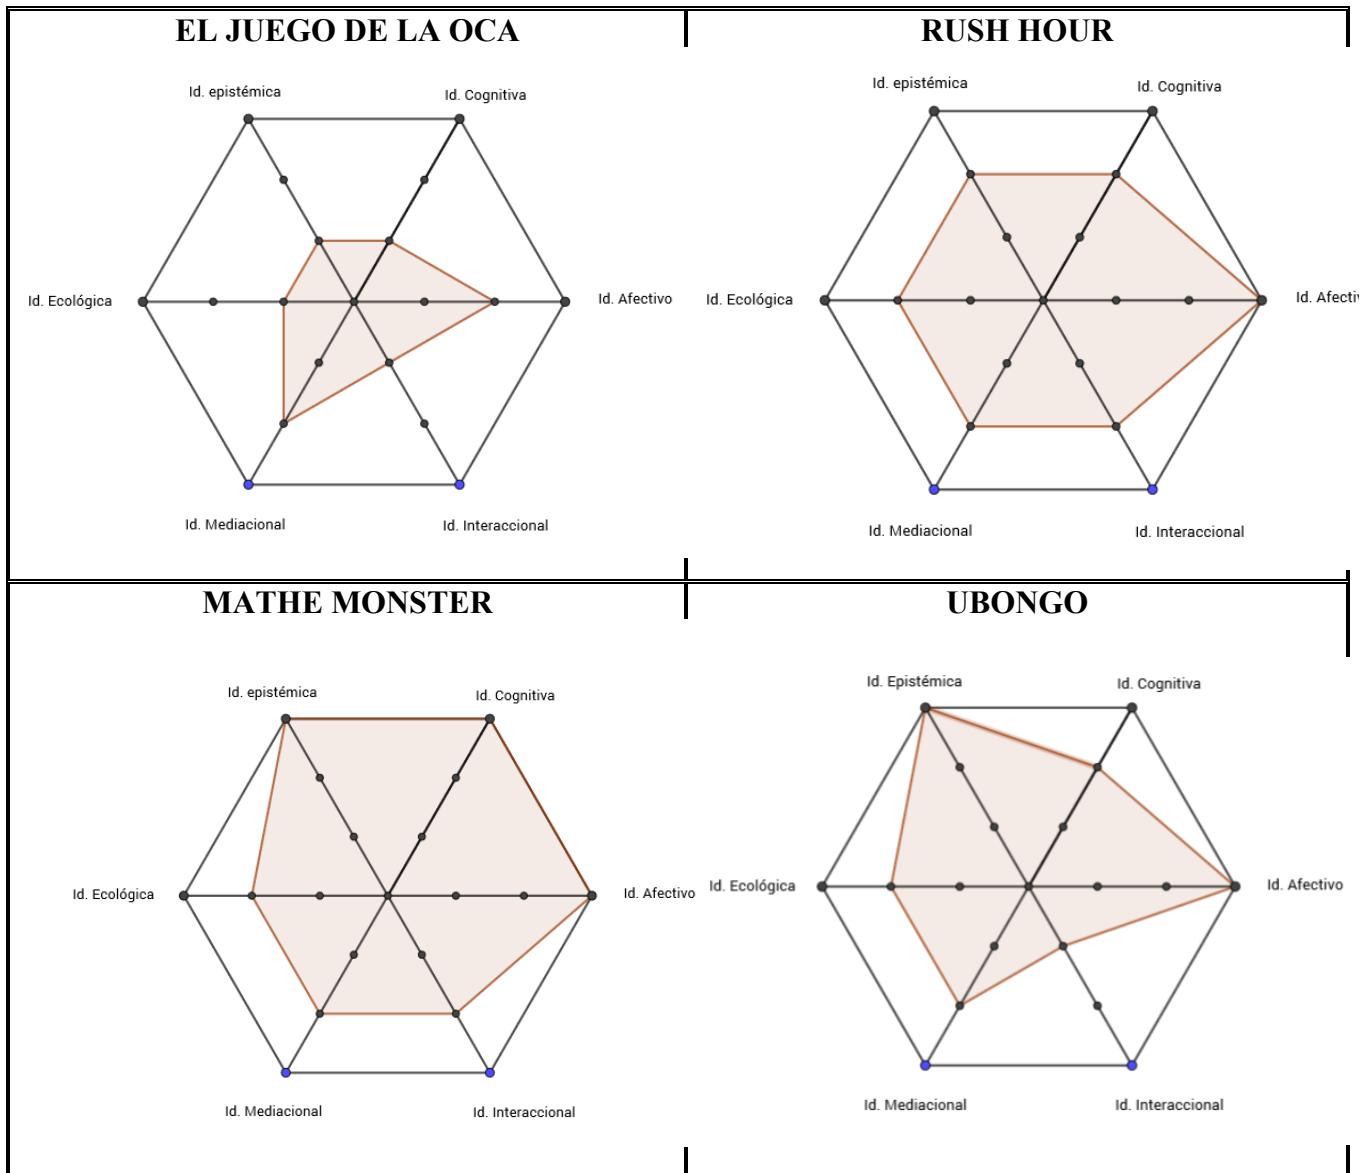 EL JUEGO DE LA OCA
Id. epistémica
Id. Cognitiva
Id. Ecológica
Id. Afectivo
Id. Mediacional
Id. Interaccional
RUSH HOUR
Id. epistémica
Id. Cognitiva
Id. Ecológica
Id. Afectiv
Id. Mediacional
Id. Interaccional
MATHE MONSTER
Id. epistémica
Id. Cognitiva
Id. Ecológica
Id. Afectivo
Id. Mediacional
Id. Interaccional
UBONGO
Id. Epistémica
Id. Cognitiva
Id. Ecológica
Id. Afectivo
Id. Mediacional
Id. Interaccional